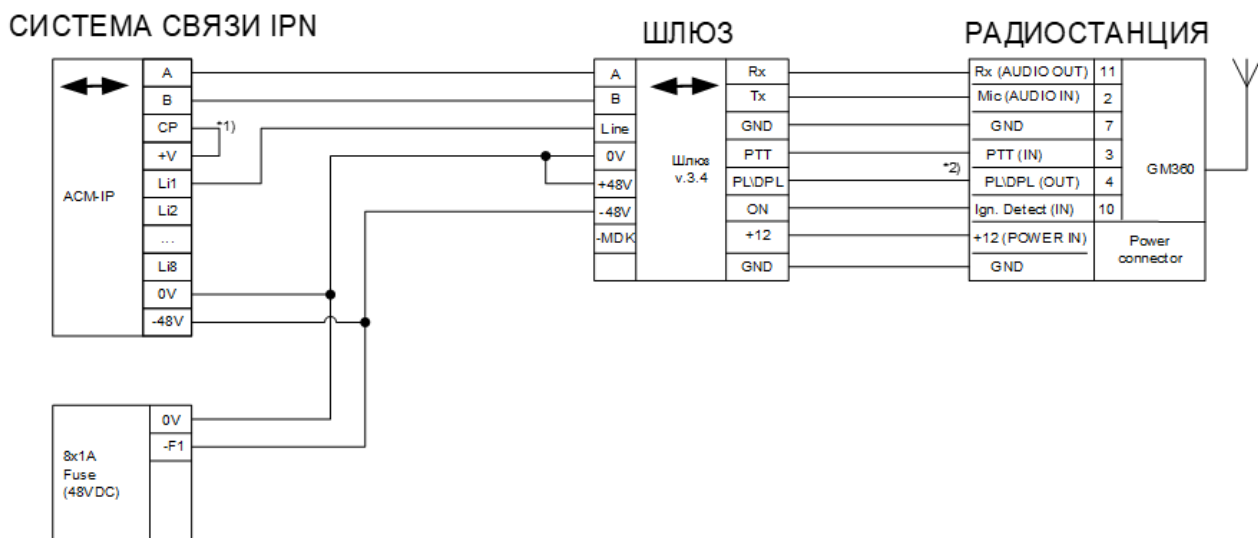 СИСТЕМА СВЯЗИ IPN
ШЛЮЗ
РАДИОСТАНЦИЯ
ACM-IP
A
B
CP
+V
Li1
Li2
...
Li8
0V
-48V
*1)
A
B
Line
0V
+48V
-48V
-MDK
Шлюз
v.3.4
Rx
Tx
GND
PTT
PL\DPL
ON
+12
GND
*2)
Rx (AUDIO OUT) 11
Mic (AUDIO IN) 2
GND 7
PTT (IN) 3
PL\DPL (OUT) 4
Ign. Detect (IN) 10
+12 (POWER IN)
GND
GM360
Power
connector
8x1A
Fuse
(48VDC)
0V
-F1